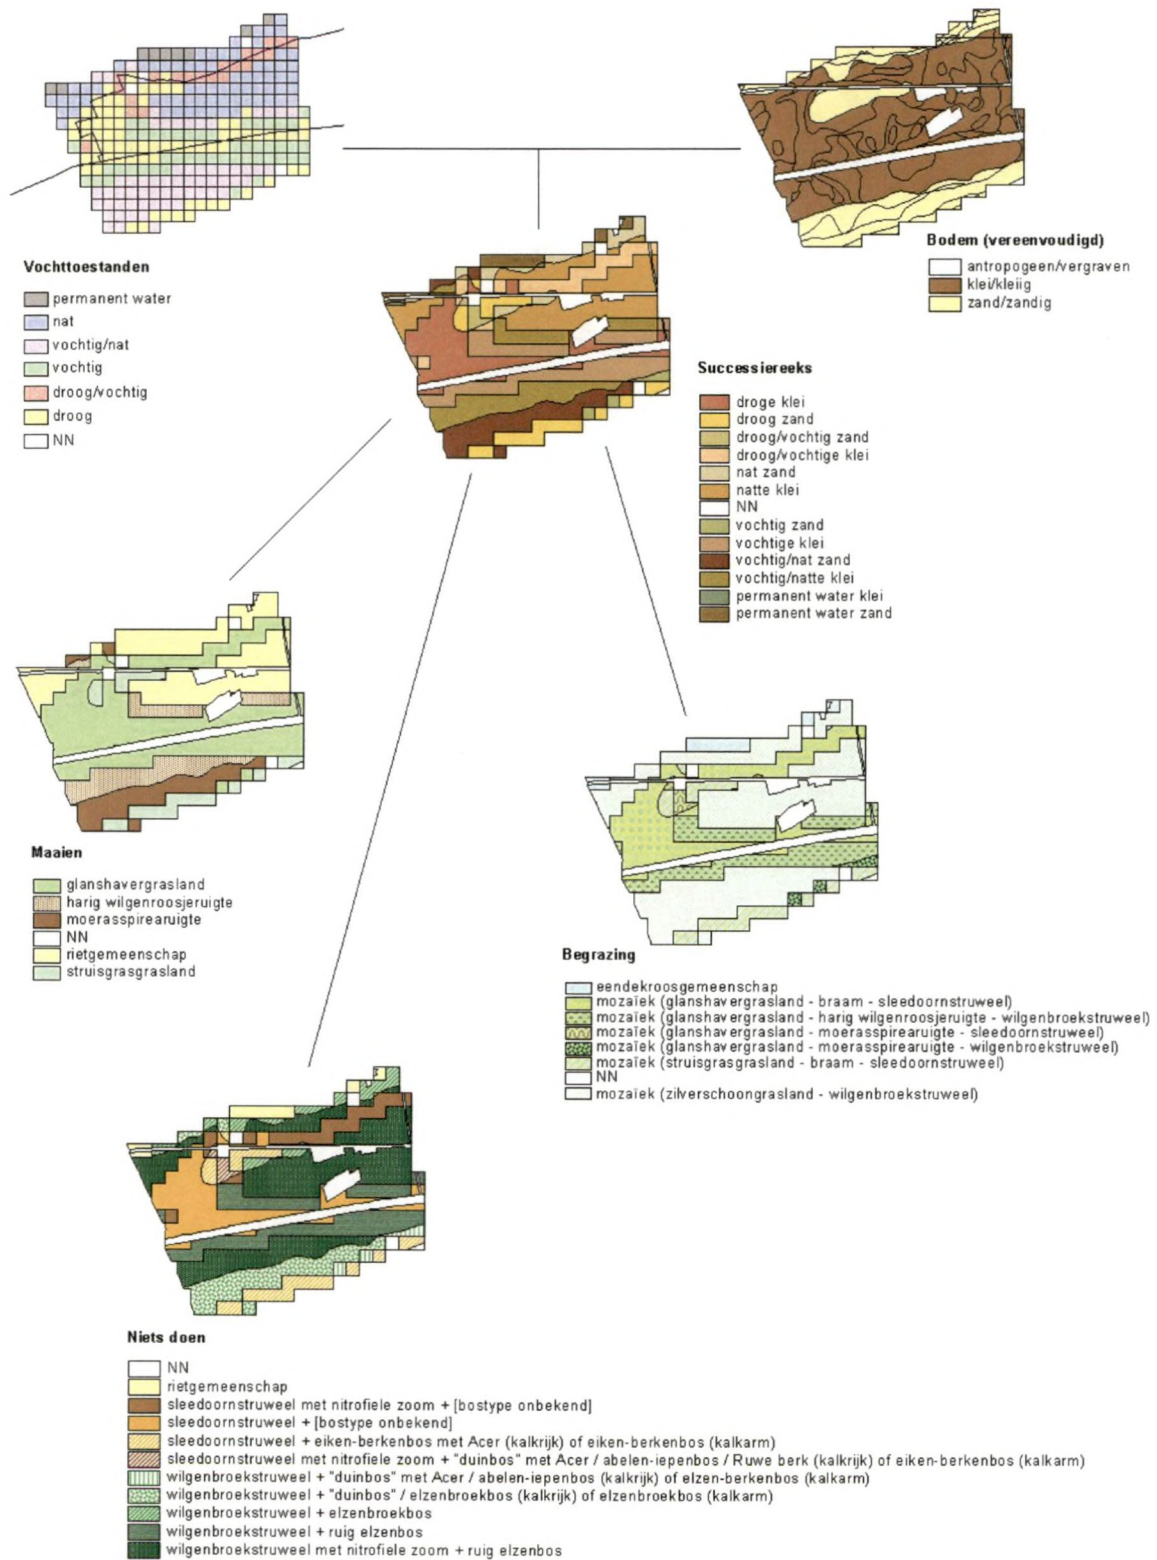 Vochttoestanden
permanent water
nat
vochtig/nat
vochtig
droog/vochtig
droog
NN
Bodem (vereenvoudigd)
antropogeen/vergraven
klei/kleiig
zand/zandig
Successiereeks
droge klei
droog zand
droog/vochtig zand
droog/vochtige klei
nat zand
natte klei
NN
vochtig zand
vochtige klei
vochtig/nat zand
vochtig/natte klei
permanent water klei
permanent water zand
Maaien
glanshavergrasland
harig wilgenroosjeruigte
moerasspirearuigte
NN
rietgemeenschap
struisgrasgrasland
Begrazing
eendekroosgemeenschap
mozaïek (glanshavergrasland - braam - sleedoornstruweel)
mozaïek (glanshavergrasland - harig wilgenroosjeruigte - wilgenbroekstruweel)
mozaïek (glanshavergrasland - moerasspirearuigte - sleedoornstruweel)
mozaïek (glanshavergrasland - moerasspirearuigte - wilgenbroekstruweel)
mozaïek (struisgrasgrasland - braam - sleedoornstruweel)
NN
mozaïek (zilverschoongrasland - wilgenbroekstruweel)
Niets doen
NN
rietgemeenschap
sleedoornstruweel met nitrofiele zoom + [bostype onbekend]
sleedoornstruweel + [bostype onbekend]
sleedoornstruweel + eiken-berkenbos met Acer (kalkrijk) of eiken-berkenbos (kalkarm)
sleedoornstruweel met nitrofiele zoom + "duinbos" met Acer / abelen-iepenbos / Ruwe berk (kalkrijk) of eiken-berkenbos (kalkarm)
wilgenbroekstruweel + "duinbos" met Acer / abelen-iepenbos (kalkrijk) of elzen-berkenbos (kalkarm)
wilgenbroekstruweel + "duinbos" / elzenbroekbos (kalkrijk) of elzenbroekbos (kalkarm)
wilgenbroekstruweel + elzenbroekbos
wilgenbroekstruweel + ruig elzenbos
wilgenbroekstruweel met nitrofiele zoom + ruig elzenbos